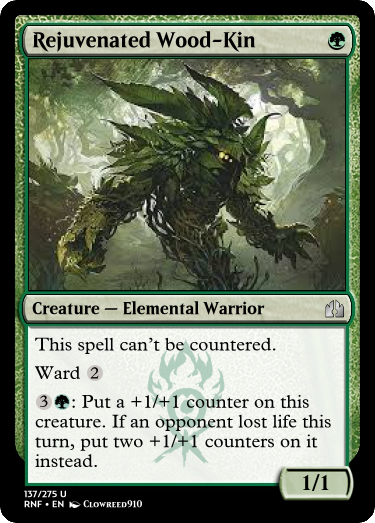 Rejuvenated Wood-Kin
Creature — Elemental Warrior
This spell can't be countered.
Ward 2
3: Put a +1/+1 counter on this
creature. If an opponent lost life this
turn, put two +1/+1 counters on it
instead.
1/1
137/275 U
RNF • EN Clowreed910